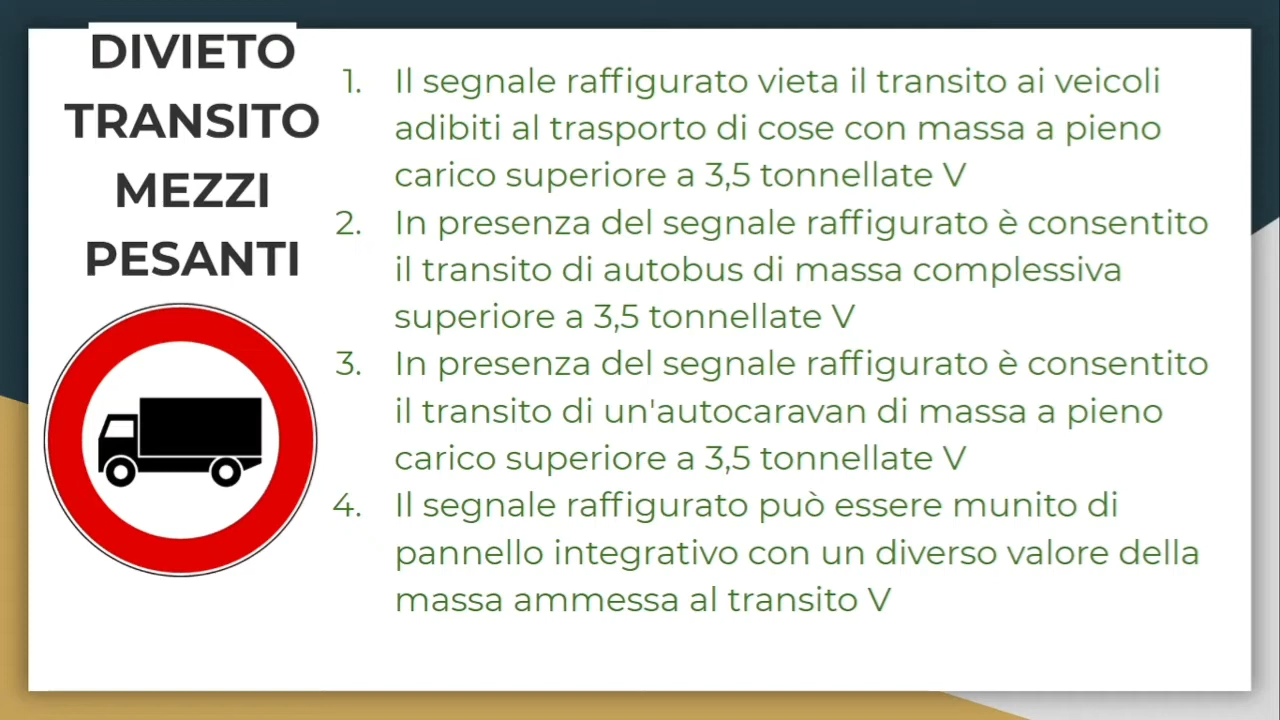 DIVIETO
TRANSITO
MEZZI
PESANTI
1. Il segnale raffigurato vieta il transito ai veicoli
adibiti al trasporto di cose con massa a pieno
carico superiore a 3,5 tonnellate V
2. In presenza del segnale raffigurato è consentito
il transito di autobus di massa complessiva
superiore a 3,5 tonnellate V
3. In presenza del segnale raffigurato è consentito
il transito di un'autocaravan di massa a pieno
carico superiore a 3,5 tonnellate V
4. Il segnale raffigurato può essere munito di
pannello integrativo con un diverso valore della
massa ammessa al transito V